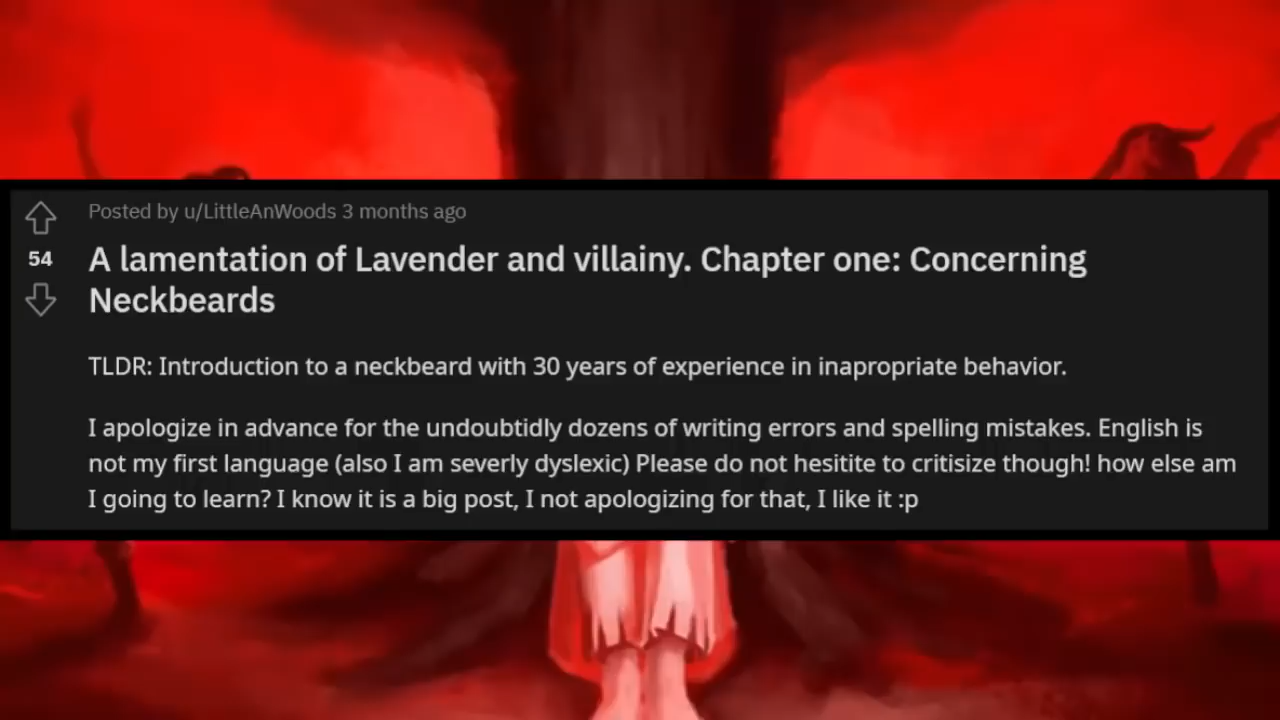 Posted by u/LittleAnWoods 3 months ago
54
A lamentation of Lavender and villainy. Chapter one: Concerning
Neckbeards
TLDR: Introduction to a neckbeard with 30 years of experience in inapropriate behavior.
I apologize in advance for the undoubtidly dozens of writing errors and spelling mistakes. English is
not my first language (also I am severly dyslexic) Please do not hesitite to critisize though! how else am
I going to learn? I know it is a big post, I not apologizing for that, I like it :p